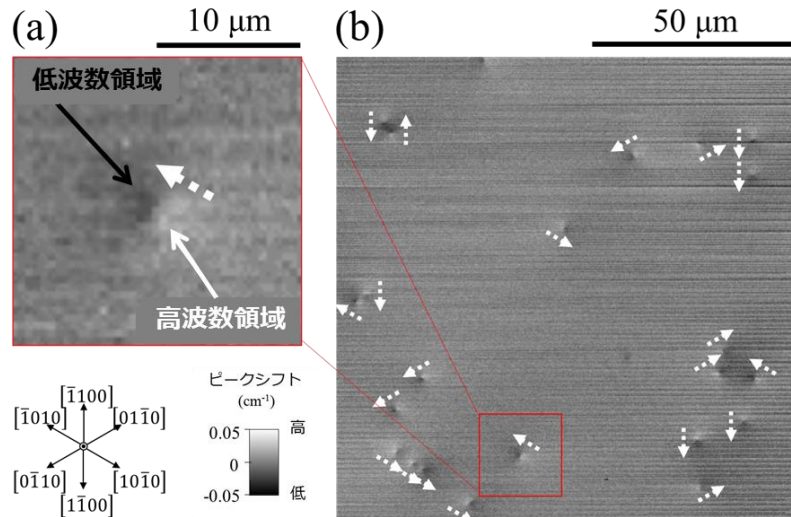 (a)
10 μm
低波数領域
高波数領域
(b)
50 μm
[1̅100]
[1̅010]
[011̅0]
[01̅10]
[101̅0]
[11̅00]
ピークシフト
(cm⁻¹)
0.05
高
0
-0.05
低